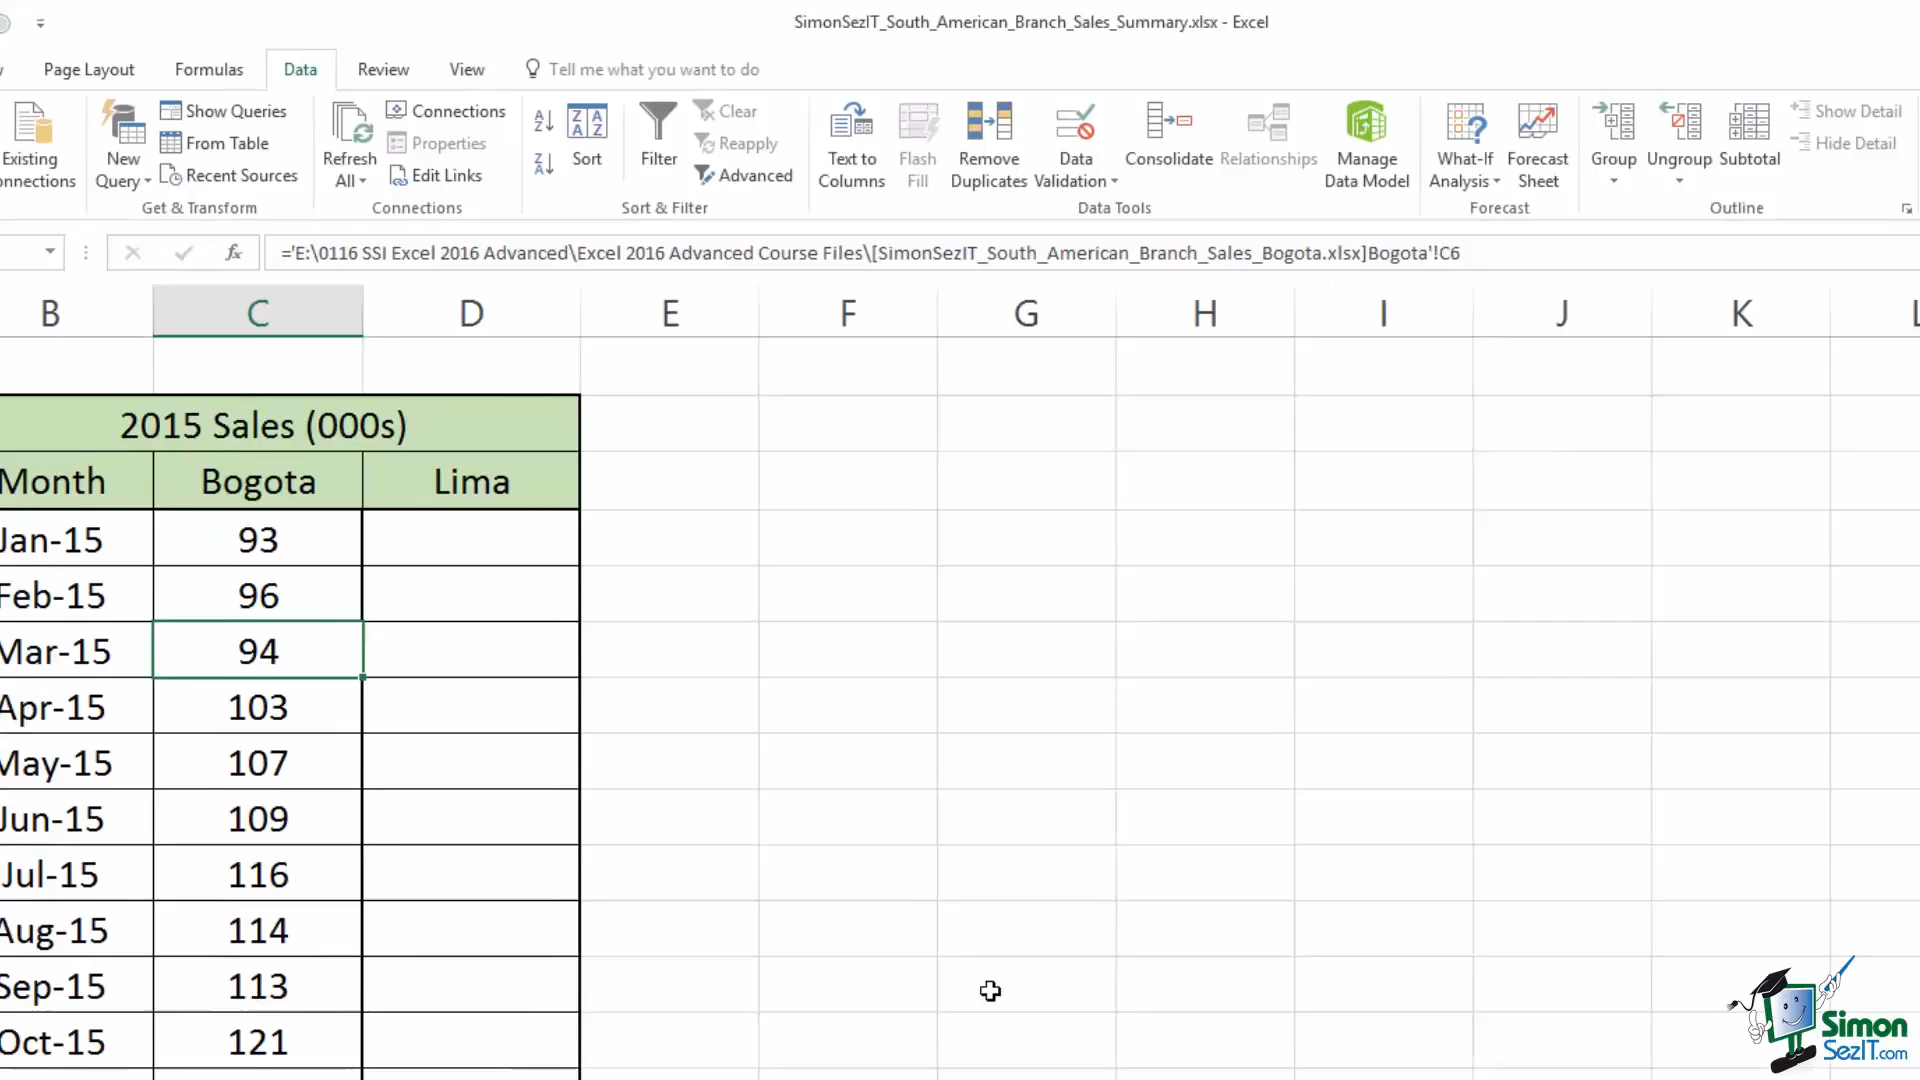 SimonSezIT_South_American_Branch_Sales_Summary.xlsx - Excel
Page Layout Formulas Data Review View Tell me what you want to do
Existing Connections
New Query
Show Queries
From Table
Recent Sources
Get & Transform
Refresh All
Connections
Properties
Edit Links
Connections
Sort
Filter
Clear
Reapply
Advanced
Sort & Filter
Text to Columns
Flash Fill
Remove Duplicates
Data Validation
Consolidate
Relationships
Manage Data Model
Data Tools
What-If Analysis
Forecast Sheet
Forecast
Group
Ungroup
Subtotal
Show Detail
Hide Detail
Outline
fx ='E:\0116 SSI Excel 2016 Advanced\Excel 2016 Advanced Course Files\[SimonSezIT_South_American_Branch_Sales_Bogota.xlsx]Bogota'!C6
B C D E F G H I J K L
2015 Sales (000s)
Month Bogota Lima
Jan-15 93
Feb-15 96
Mar-15 94
Apr-15 103
May-15 107
Jun-15 109
Jul-15 116
Aug-15 114
Sep-15 113
Oct-15 121
Simon
SezIT.com